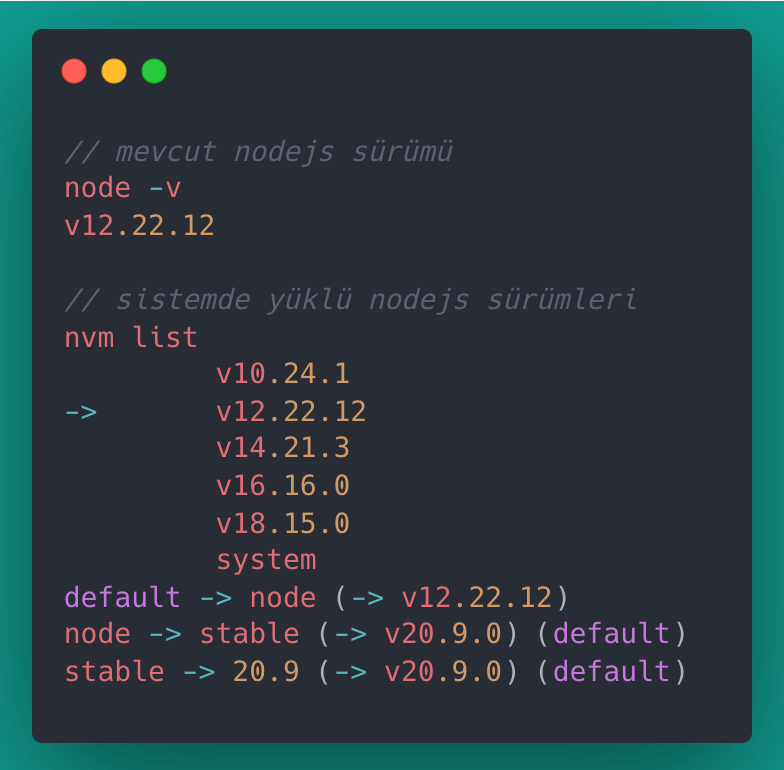 // mevcut nodejs sürümü
node -v
v12.22.12
// sistemde yüklü nodejs sürümleri
nvm list
v10.24.1
-> v12.22.12
v14.21.3
v16.16.0
v18.15.0
system
default -> node (-> v12.22.12)
node -> stable (-> v20.9.0) (default)
stable -> 20.9 (-> v20.9.0) (default)